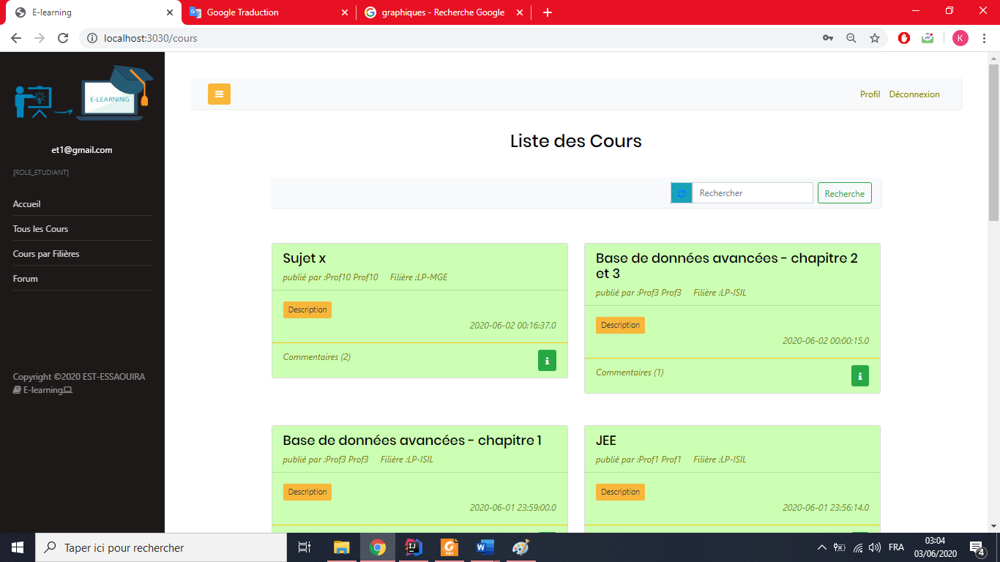 E-learning
Google Traduction
graphiques - Recherche Google
localhost:3030/cours
K
E-LEARNING
et1@gmail.com
[ROLE_ETUDIANT]
Accueil
Tous les Cours
Cours par Filières
Forum
Copyright ©2020 EST-ESSAOUIRA
E-learning
Profil Déconnexion
Liste des Cours
Rechercher Recherche
Sujet x
publié par :Prof10 Prof10 Filière :LP-MGE
Description
2020-06-02 00:16:37.0
Commentaires (2)
Base de données avancées - chapitre 2
et 3
publié par :Prof3 Prof3 Filière :LP-ISIL
Description
2020-06-02 00:00:15.0
Commentaires (1)
Base de données avancées - chapitre 1
publié par :Prof3 Prof3 Filière :LP-ISIL
Description
2020-06-01 23:59:00.0
JEE
publié par :Prof1 Prof1 Filière :LP-ISIL
Description
2020-06-01 23:56:14.0
Taper ici pour rechercher
IJ
PDF
W
FRA
03:04
03/06/2020
4